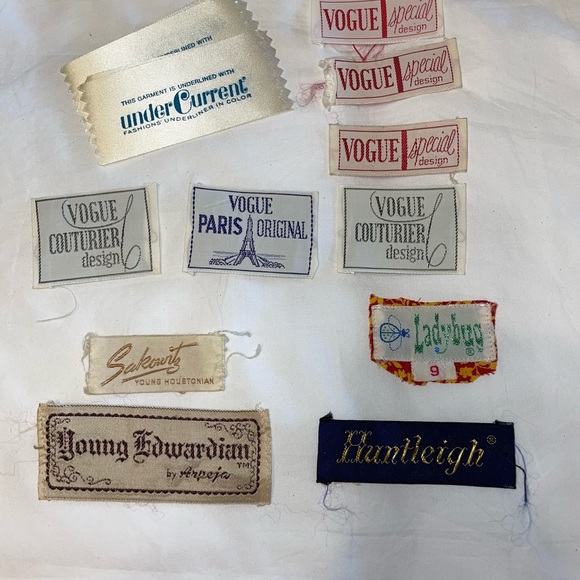 UNDERLINED WITH
THIS GARMENT IS UNDERLINED WITH
underCurrent®
FASHIONS' UNDERLINER IN COLOR
VOGUE special
design
VOGUE special
design
VOGUE special
design
VOGUE
COUTURIER
design
VOGUE
PARIS ORIGINAL
VOGUE
COUTURIER
design
Sakowitz
YOUNG HOUSTONIAN
Ladybug®
9
Young Edwardian™
by Arpeja
Huntleigh®